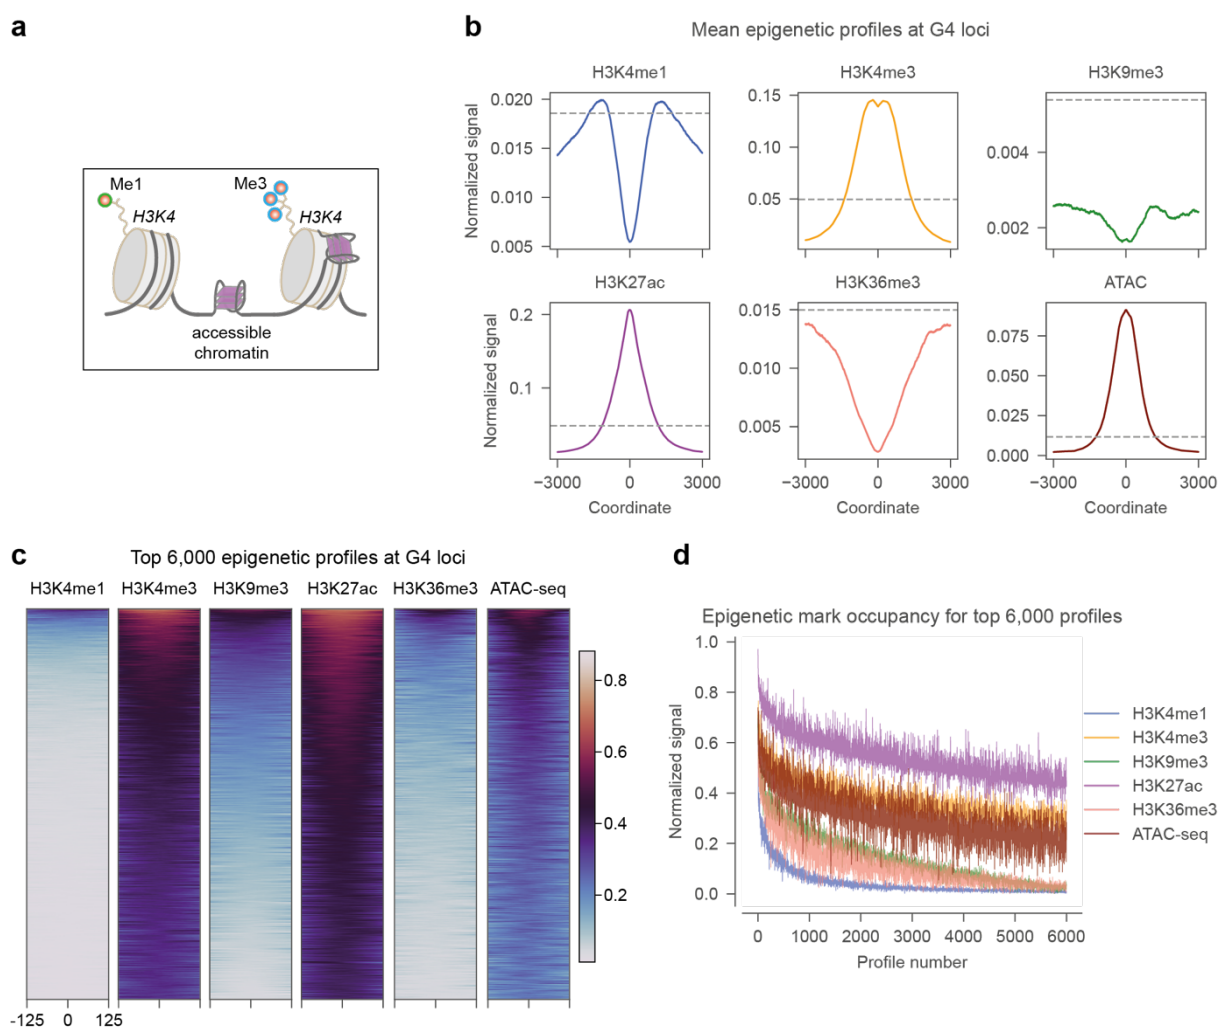 a
Me1
H3K4
Me3
H3K4
accessible
chromatin
b
Mean epigenetic profiles at G4 loci
H3K4me1
H3K4me3
H3K9me3
Normalized signal
0.020
0.015
0.010
0.005
0.15
0.10
0.05
0.004
0.002
H3K27ac
H3K36me3
ATAC
Normalized signal
0.2
0.1
0.015
0.010
0.005
0.075
0.050
0.025
0.000
−3000 0 3000
−3000 0 3000
−3000 0 3000
Coordinate
Coordinate
Coordinate
c
Top 6,000 epigenetic profiles at G4 loci
H3K4me1 H3K4me3 H3K9me3 H3K27ac H3K36me3 ATAC-seq
0.8
0.6
0.4
0.2
-125 0 125
d
Epigenetic mark occupancy for top 6,000 profiles
Normalized signal
1.0
0.8
0.6
0.4
0.2
0.0
0 1000 2000 3000 4000 5000 6000
Profile number
H3K4me1
H3K4me3
H3K9me3
H3K27ac
H3K36me3
ATAC-seq